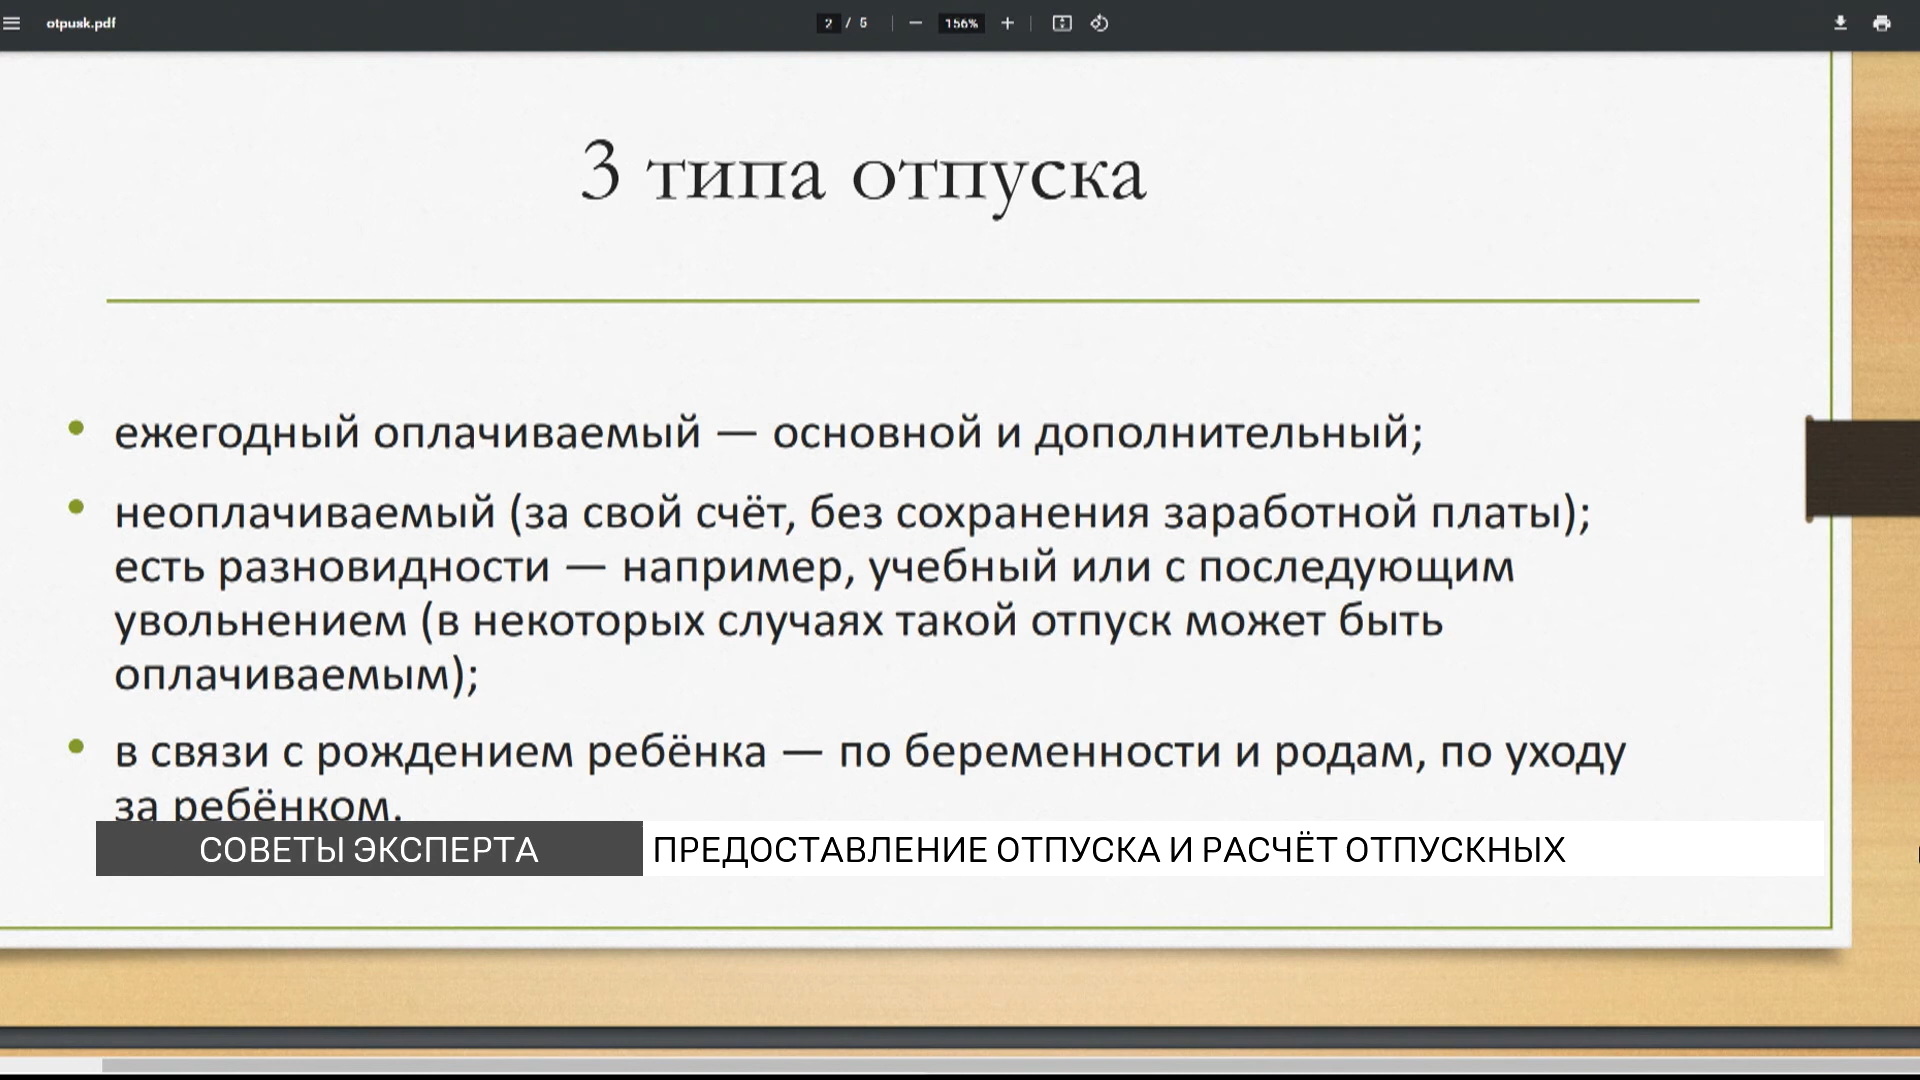 otpusk.pdf
2 / 5
156%
3 типа отпуска
ежегодный оплачиваемый — основной и дополнительный;
неоплачиваемый (за свой счёт, без сохранения заработной платы);
есть разновидности — например, учебный или с последующим
увольнением (в некоторых случаях такой отпуск может быть
оплачиваемым);
в связи с рождением ребёнка — по беременности и родам, по уходу
за ребёнком.
СОВЕТЫ ЭКСПЕРТА
ПРЕДОСТАВЛЕНИЕ ОТПУСКА И РАСЧЁТ ОТПУСКНЫХ